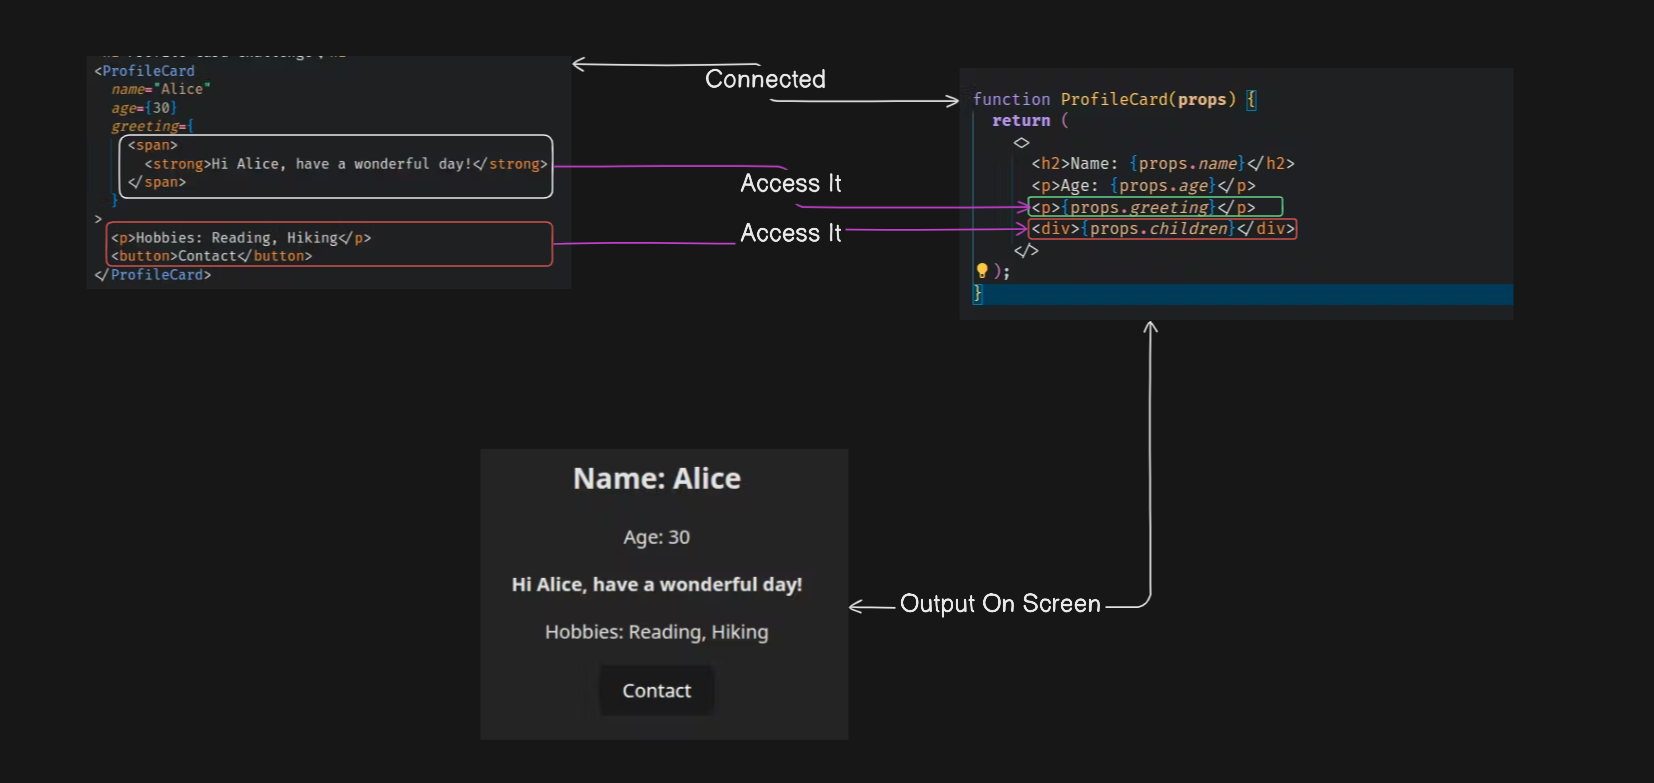 <ProfileCard
name="Alice"
age={30}
greeting={
<span>
<strong>Hi Alice, have a wonderful day!</strong>
</span>
}
>
<p>Hobbies: Reading, Hiking</p>
<button>Contact</button>
</ProfileCard>
Connected
Access It
Access It
function ProfileCard(props) {
return (
<>
<h2>Name: {props.name}</h2>
<p>Age: {props.age}</p>
<p>{props.greeting}</p>
<div>{props.children}</div>
</>
);
}
Name: Alice
Age: 30
Hi Alice, have a wonderful day!
Hobbies: Reading, Hiking
Contact
Output On Screen